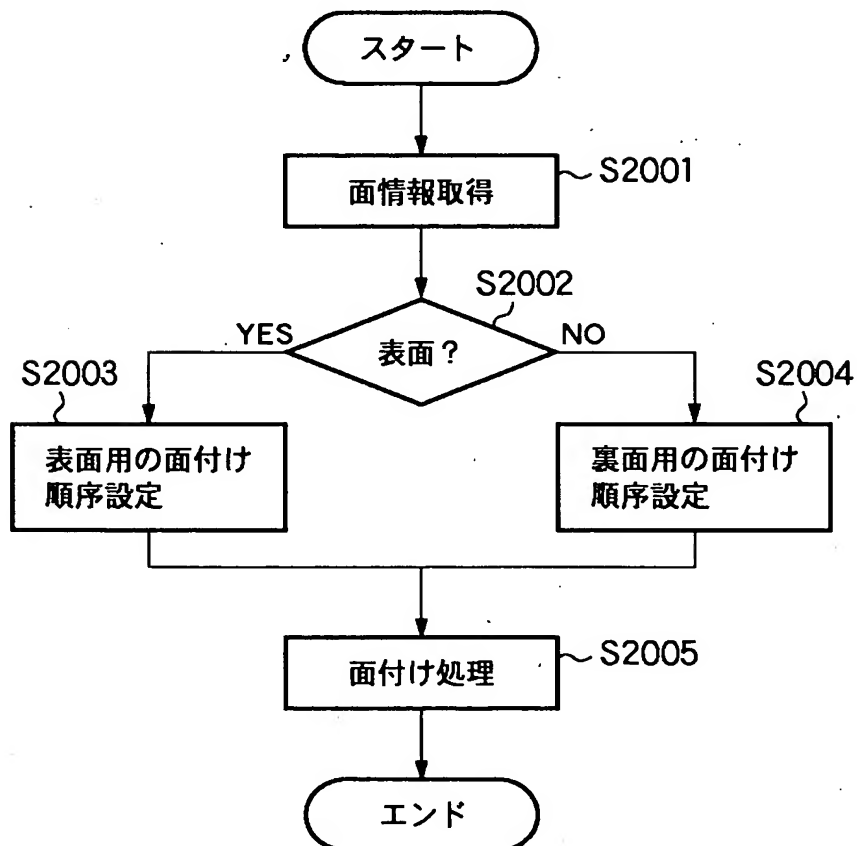 スタート
面情報取得
S2001
S2002
YES
表面？
NO
S2003
S2004
表面用の面付け
順序設定
裏面用の面付け
順序設定
面付け処理
S2005
エンド